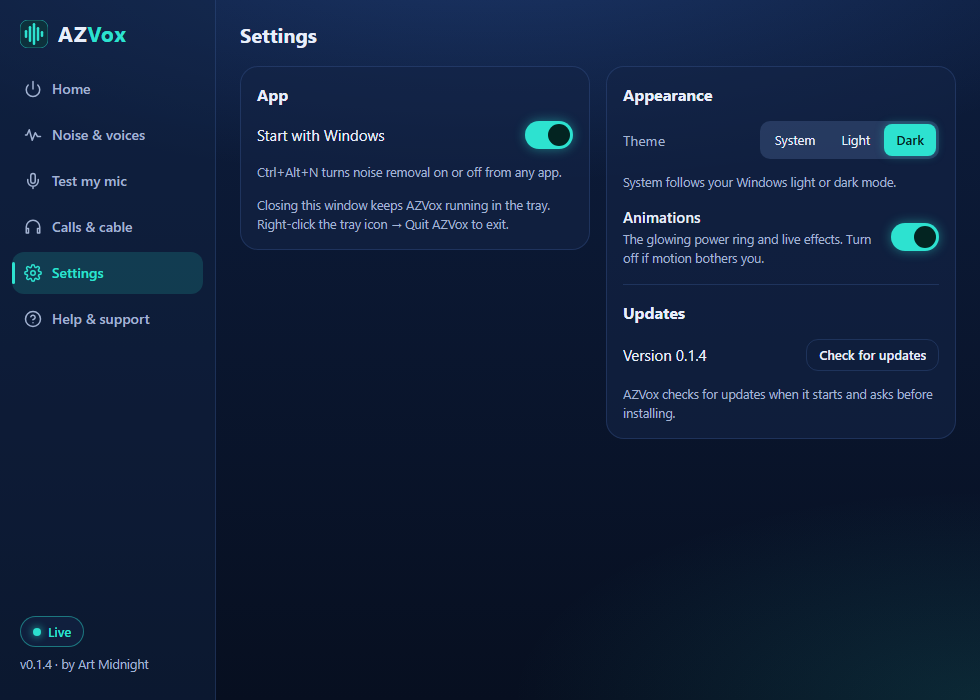 AZVox
Home
Noise & voices
Test my mic
Calls & cable
Settings
Help & support
Live
v0.1.4 · by Art Midnight
Settings
App
Start with Windows
Ctrl+Alt+N turns noise removal on or off from any app.
Closing this window keeps AZVox running in the tray.
Right-click the tray icon → Quit AZVox to exit.
Appearance
Theme System Light Dark
System follows your Windows light or dark mode.
Animations
The glowing power ring and live effects. Turn
off if motion bothers you.
Updates
Version 0.1.4 Check for updates
AZVox checks for updates when it starts and asks before
installing.